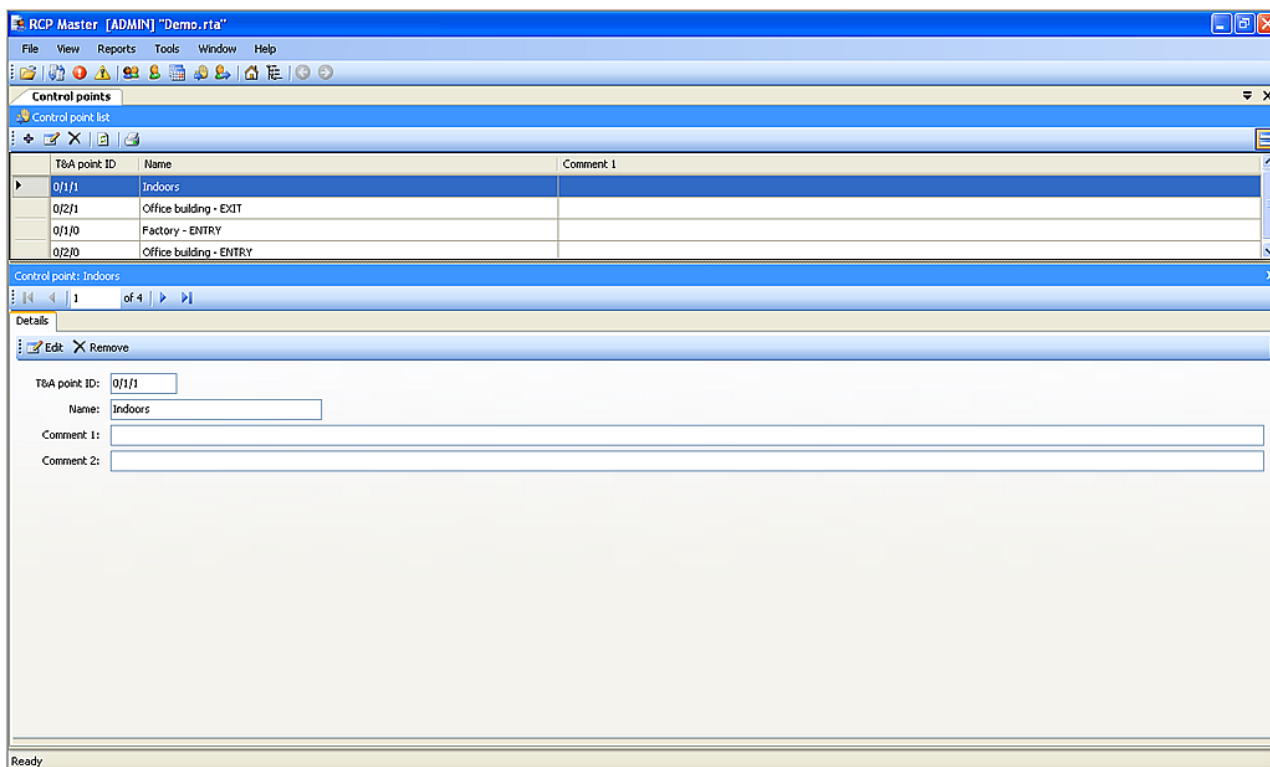 RCP Master [ADMIN] "Demo.rta"
File View Reports Tools Window Help
Control points
Control point list
T&A point ID Name Comment 1
0/1/1 Indoors
0/2/1 Office building - EXIT
0/1/0 Factory - ENTRY
0/2/0 Office building - ENTRY
Control point: Indoors
1 of 4
Details
Edit Remove
T&A point ID: 0/1/1
Name: Indoors
Comment 1:
Comment 2:
Ready